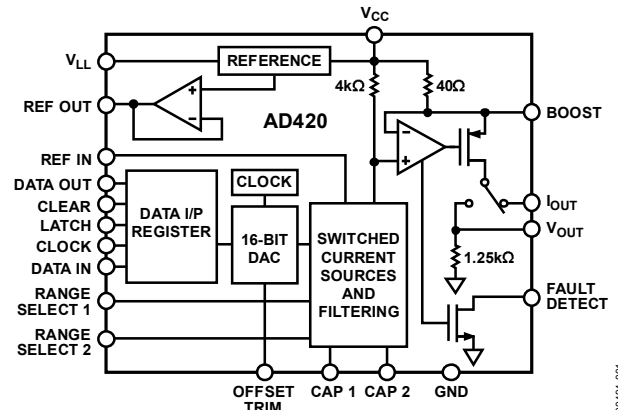 VCC
VLL
REFERENCE
4kΩ
40Ω
REF OUT
+
−
AD420
BOOST
−
+
REF IN
DATA OUT
CLEAR
LATCH
CLOCK
DATA IN
DATA I/P
REGISTER
CLOCK
16-BIT
DAC
SWITCHED
CURRENT
SOURCES
AND
FILTERING
IOUT
VOUT
1.25kΩ
RANGE
SELECT 1
RANGE
SELECT 2
FAULT
DETECT
OFFSET
TRIM
CAP 1
CAP 2
GND